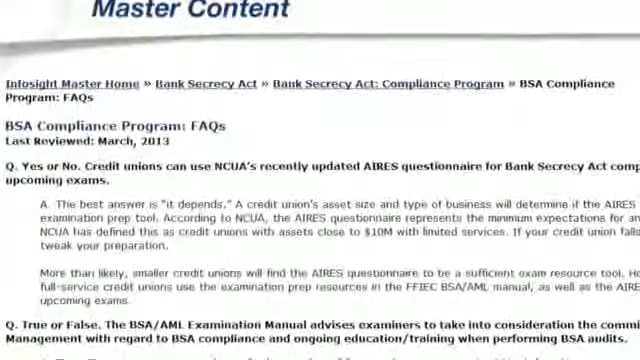 Master Content
Infosight Master Home » Bank Secrecy Act » Bank Secrecy Act: Compliance Program » BSA Compliance
Program: FAQs
BSA Compliance Program: FAQs
Last Reviewed: March, 2013
Q. Yes or No. Credit unions can use NCUA's recently updated AIRES questionnaire for Bank Secrecy Act comp
upcoming exams.
A. The best answer is "it depends." A credit union's asset size and type of business will determine if the AIRES
examination prep tool. According to NCUA, the AIRES questionnaire represents the minimum expectations for a
NCUA has defined this as credit unions with assets close to $10M with limited services. If your credit union falls
tweak your preparation.
More than likely, smaller credit unions will find the AIRES questionnaire to be a sufficient exam resource tool. Ho
full-service credit unions use the examination prep resources in the FFIEC BSA/AML manual, as well as the AIRE
upcoming exams.
Q. True or False. The BSA/AML Examination Manual advises examiners to take into consideration the commi
Management with regard to BSA compliance and ongoing education/training when performing BSA audits.